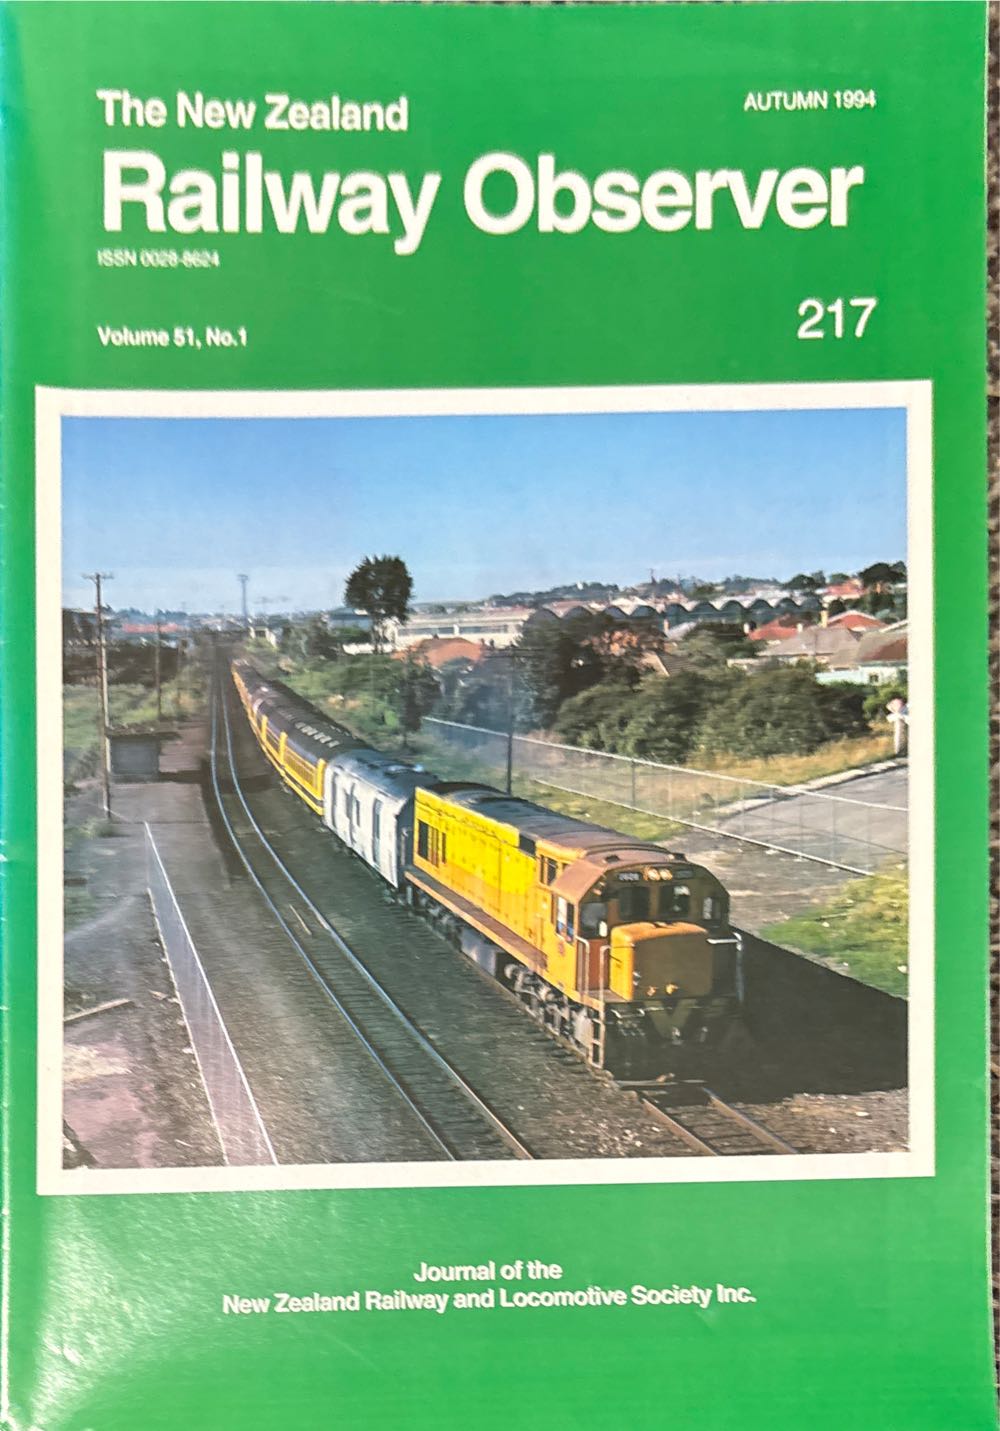 The New Zealand
AUTUMN 1994
Railway Observer
ISSN 0028-8624
217
Volume 51, No.1
Journal of the
New Zealand Railway and Locomotive Society Inc.